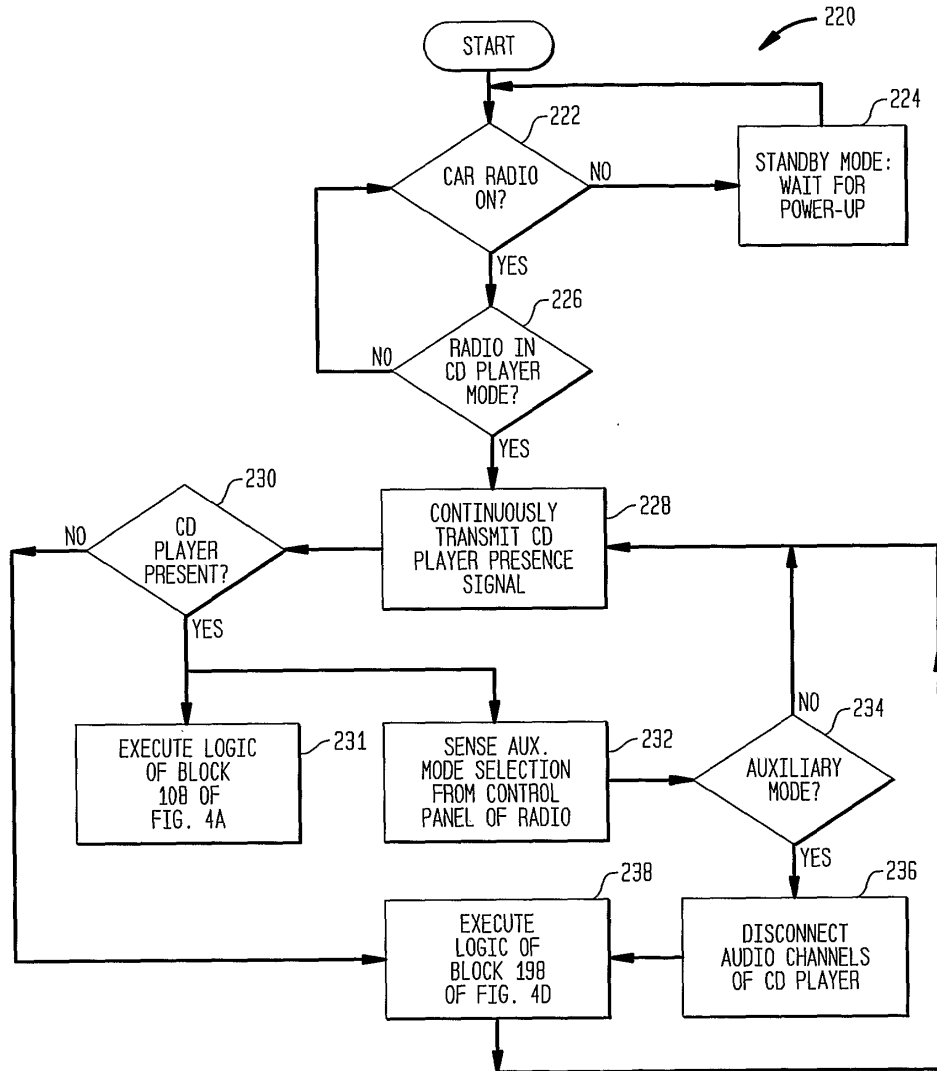 220
START
222
CAR RADIO
ON?
NO
YES
224
STANDBY MODE:
WAIT FOR
POWER-UP
226
RADIO IN
CD PLAYER
MODE?
NO
YES
228
CONTINUOUSLY
TRANSMIT CD
PLAYER PRESENCE
SIGNAL
230
CD
PLAYER
PRESENT?
NO
YES
231
EXECUTE LOGIC
OF BLOCK
108 OF
FIG. 4A
232
SENSE AUX.
MODE SELECTION
FROM CONTROL
PANEL OF RADIO
234
AUXILIARY
MODE?
NO
YES
236
DISCONNECT
AUDIO CHANNELS
OF CD PLAYER
238
EXECUTE
LOGIC OF
BLOCK 198
OF FIG. 4D